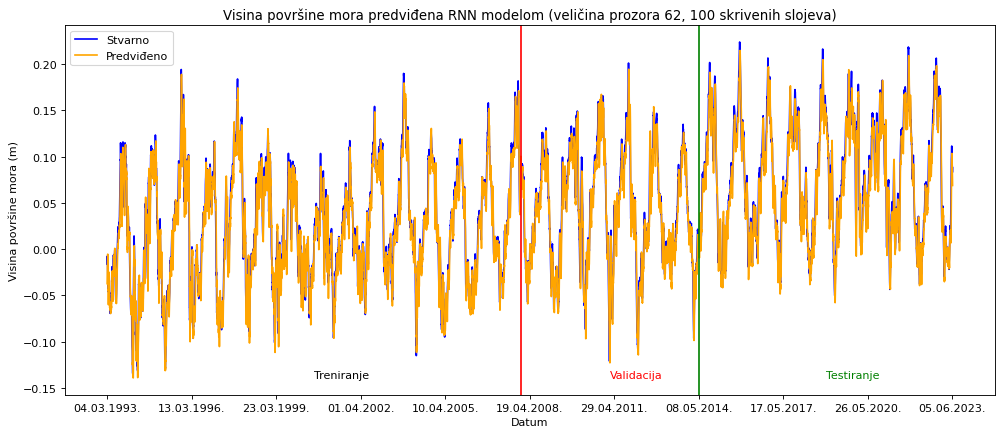 Visina površine mora predviđena RNN modelom (veličina prozora 62, 100 skrivenih slojeva)
Stvarno
Predviđeno
0.20
0.15
0.10
0.05
0.00
−0.05
−0.10
−0.15
Visina površine mora (m)
Treniranje
Validacija
Testiranje
04.03.1993.
13.03.1996.
23.03.1999.
01.04.2002.
10.04.2005.
19.04.2008.
29.04.2011.
08.05.2014.
17.05.2017.
26.05.2020.
05.06.2023.
Datum